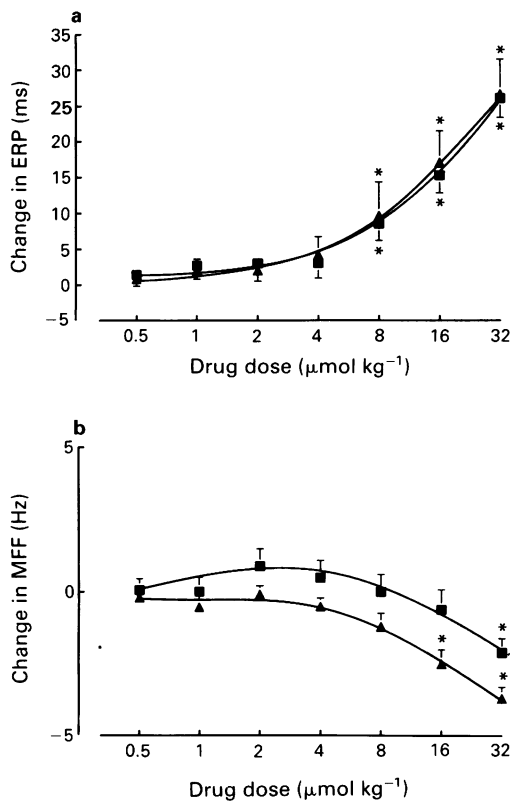 a
35
30
25
20
15
10
5
0
−5
Change in ERP (ms)
*
*
*
*
*
*
0.5 1 2 4 8 16 32
Drug dose (μmol kg⁻¹)
b
5
0
−5
Change in MFF (Hz)
*
*
*
0.5 1 2 4 8 16 32
Drug dose (μmol kg⁻¹)